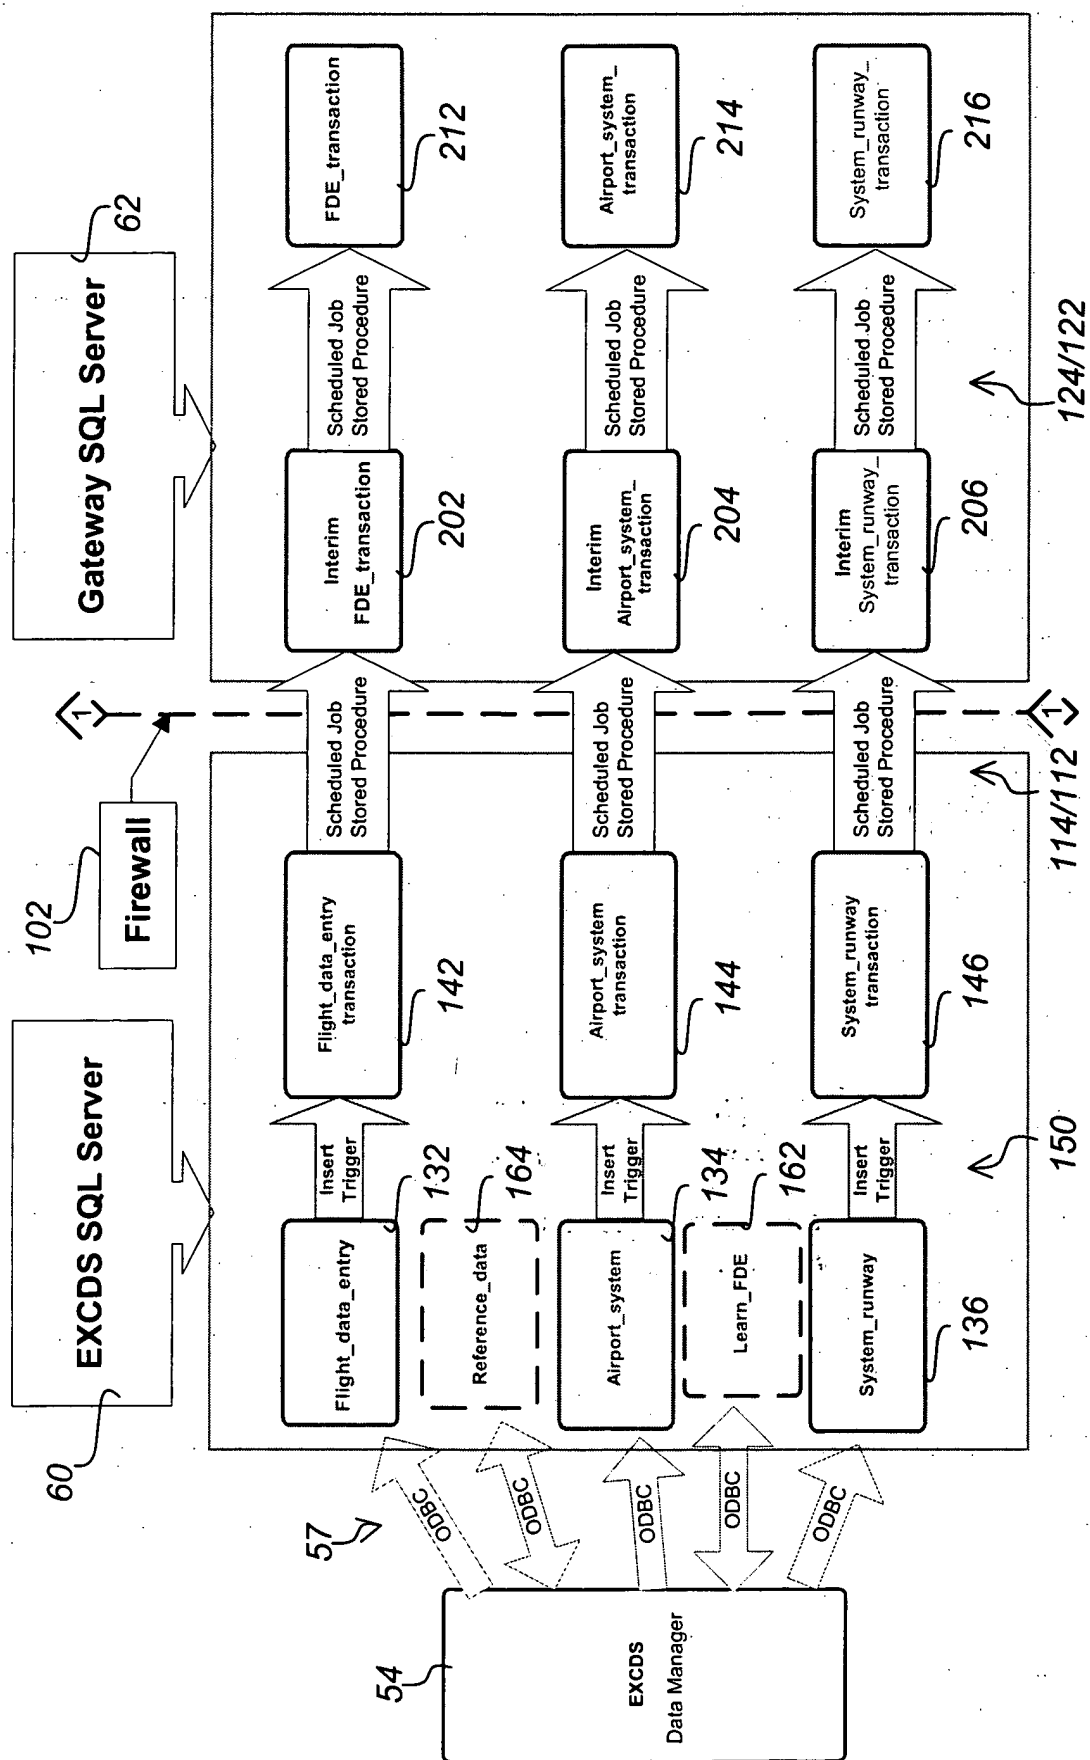 EXCDS SQL Server
60
Firewall
102
Gateway SQL Server
62
1
54
EXCDS
Data Manager
57
ODBC
ODBC
ODBC
ODBC
ODBC
Flight_data_entry
132
Insert
Trigger
Flight_data_entry
transaction
142
Scheduled Job
Stored Procedure
Interim
FDE_transaction
202
Scheduled Job
Stored Procedure
FDE_transaction
212
Reference_data
164
Airport_system
134
Insert
Trigger
Airport_system
transaction
144
Scheduled Job
Stored Procedure
Interim
Airport_system_
transaction
204
Scheduled Job
Stored Procedure
Airport_system_
transaction
214
Learn_FDE
162
System_runway
136
Insert
Trigger
System_runway
transaction
146
Scheduled Job
Stored Procedure
Interim
System_runway_
transaction
206
Scheduled Job
Stored Procedure
System_runway_
transaction
216
150
114/112
1
124/122